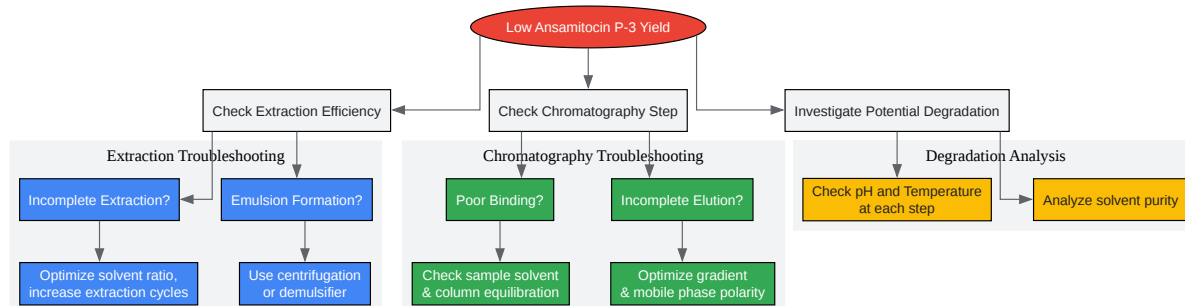 Low Ansamitocin P-3 Yield
Check Extraction Efficiency
Check Chromatography Step
Investigate Potential Degradation
Extraction Troubleshooting
Chromatography Troubleshooting
Degradation Analysis
Incomplete Extraction?
Emulsion Formation?
Poor Binding?
Incomplete Elution?
Check pH and Temperature
at each step
Analyze solvent purity
Optimize solvent ratio,
increase extraction cycles
Use centrifugation
or demulsifier
Check sample solvent
& column equilibration
Optimize gradient
& mobile phase polarity